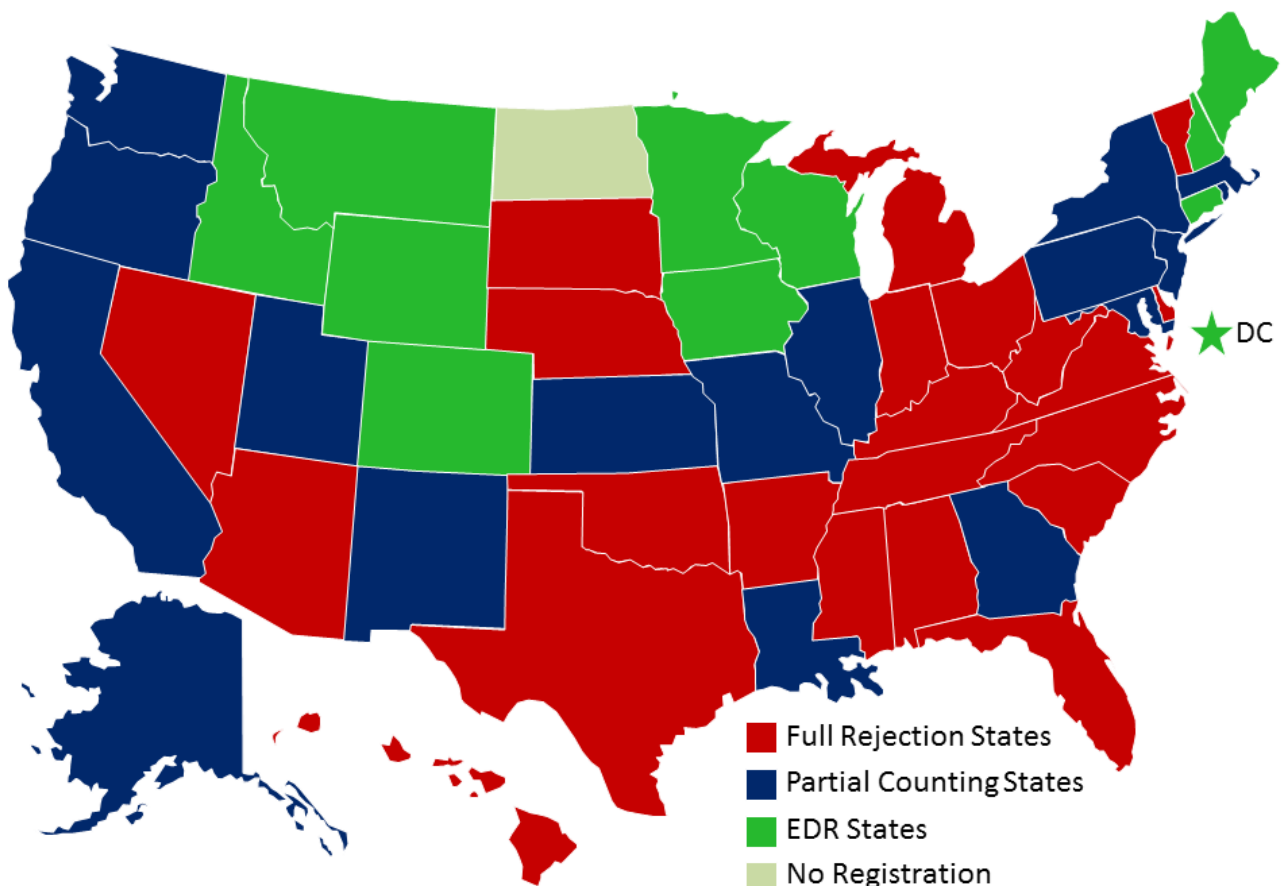 DC
Full Rejection States
Partial Counting States
EDR States
No Registration